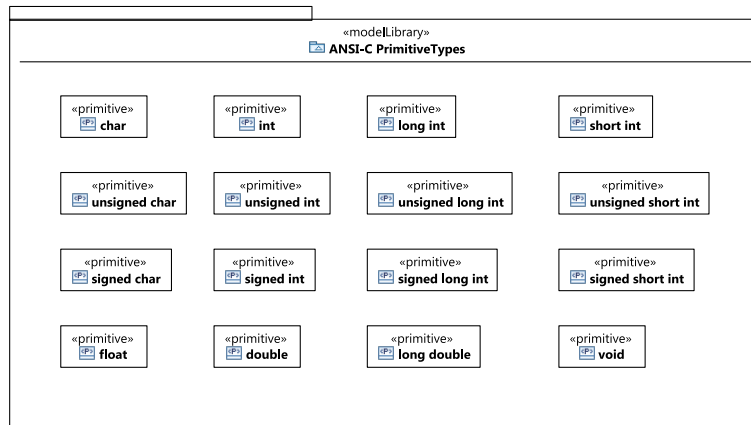 «modelLibrary»
ANSI-C PrimitiveTypes
«primitive» «primitive» «primitive» «primitive»
char int long int short int
«primitive» «primitive» «primitive» «primitive»
unsigned char unsigned int unsigned long int unsigned short int
«primitive» «primitive» «primitive» «primitive»
signed char signed int signed long int signed short int
«primitive» «primitive» «primitive» «primitive»
float double long double void